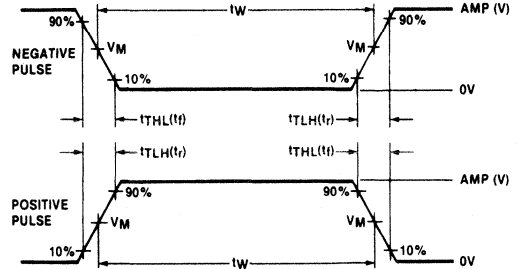 tW
AMP (V)
90%
90%
NEGATIVE
PULSE
VM
VM
10%
10%
0V
tTHL(tf)
tTLH(tr)
tTLH(tr)
tTHL(tf)
AMP (V)
90%
90%
POSITIVE
PULSE
VM
VM
10%
10%
tW
0V